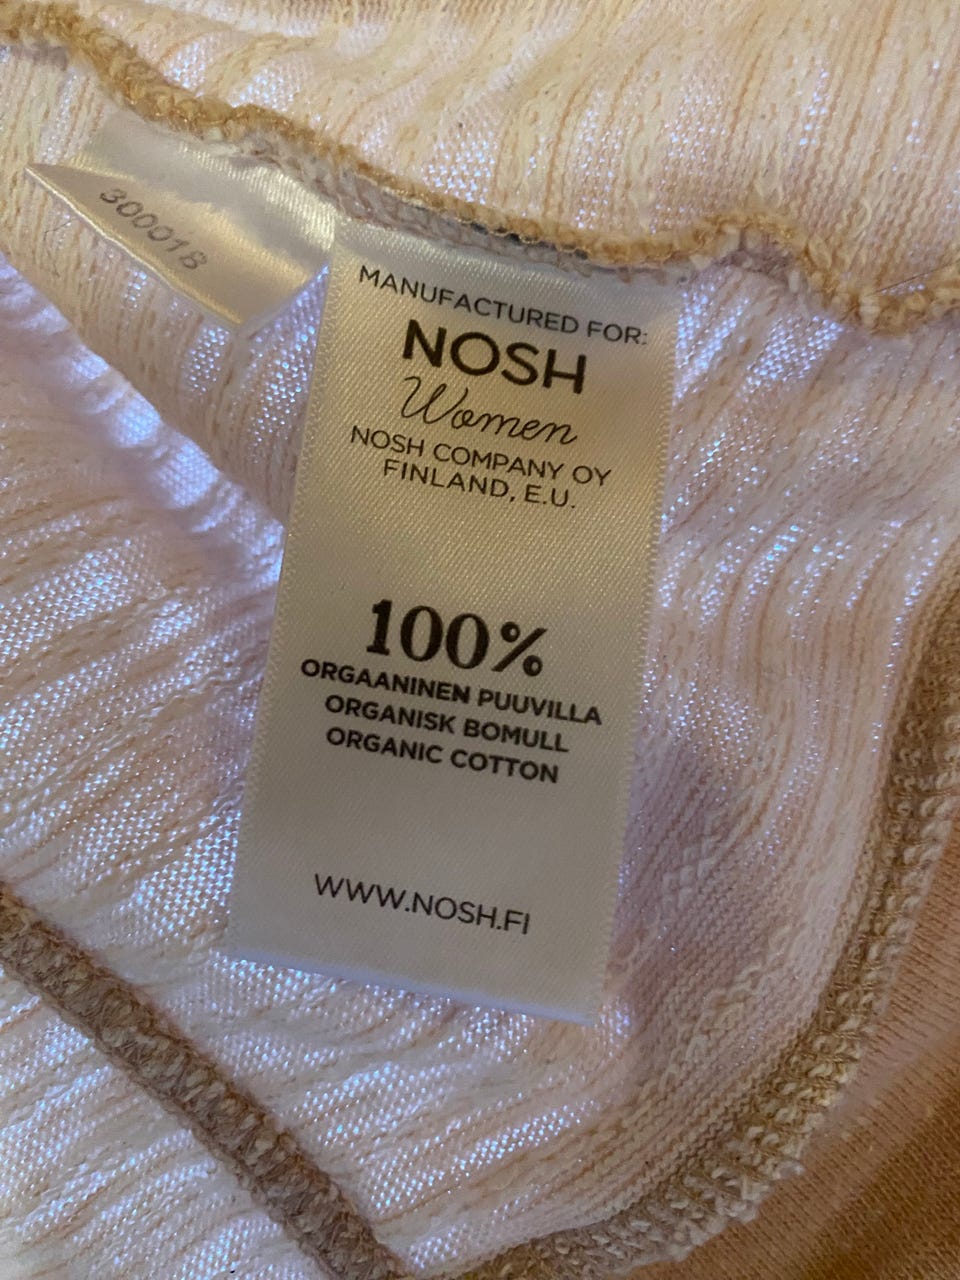 300018
MANUFACTURED FOR:
NOSH
Women
NOSH COMPANY OY
FINLAND, E.U.
100%
ORGAANINEN PUUVILLA
ORGANISK BOMULL
ORGANIC COTTON
WWW.NOSH.FI